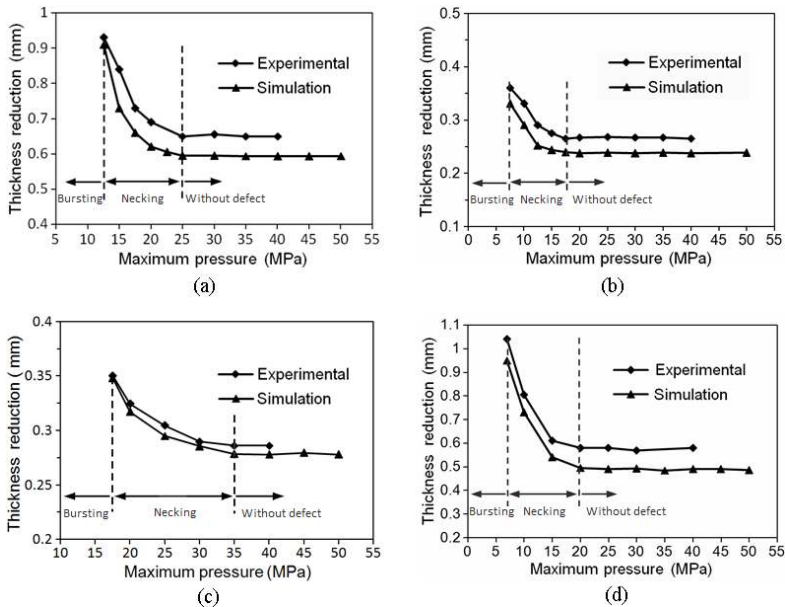 Thickness reduction (mm)
1
0.9
0.8
0.7
0.6
0.5
0.4
Experimental
Simulation
Bursting
Necking
Without defect
5 10 15 20 25 30 35 40 45 50 55
Maximum pressure (MPa)
(a)
Thickness reduction (mm)
0.5
0.4
0.3
0.2
0.1
Experimental
Simulation
Bursting
Necking
Without defect
0 5 10 15 20 25 30 35 40 45 50 55
Maximum pressure (MPa)
(b)
Thickness reduction ( mm)
0.4
0.35
0.3
0.25
0.2
Experimental
Simulation
Bursting
Necking
Without defect
10 15 20 25 30 35 40 45 50 55
Maximum pressure (MPa)
(c)
Thickness reduction (mm)
1.1
1
0.9
0.8
0.7
0.6
0.5
0.4
0.3
0.2
Experimental
Simulation
Bursting
Necking
Without defect
0 5 10 15 20 25 30 35 40 45 50 55
Maximum pressure (MPa)
(d)